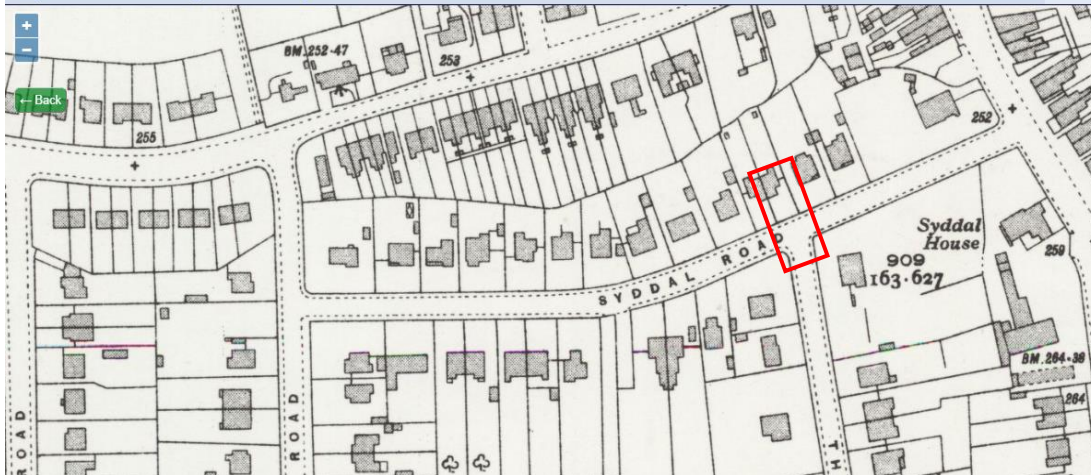 +
−
← Back
BM. 252·47
253
255
252
SYDDAL ROAD
Syddal
House
909
163·627
259
BM. 264·38
264
ROAD
ROAD
HT